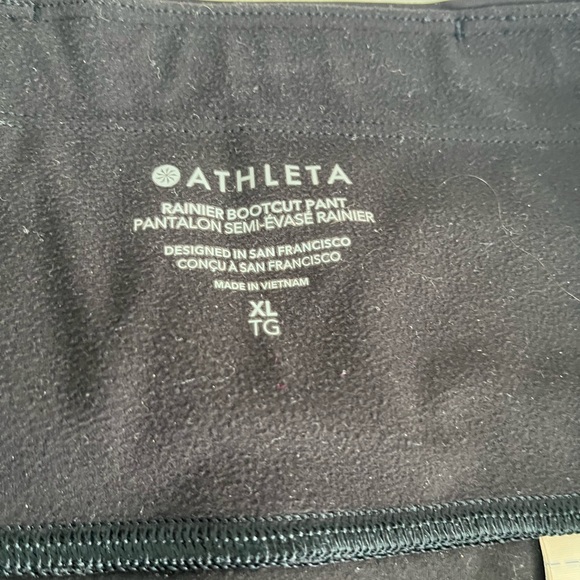 ATHLETA
RAINIER BOOTCUT PANT
PANTALON SEMI-ÉVASÉ RAINIER
DESIGNED IN SAN FRANCISCO
CONÇU À SAN FRANCISCO
MADE IN VIETNAM
XL
TG